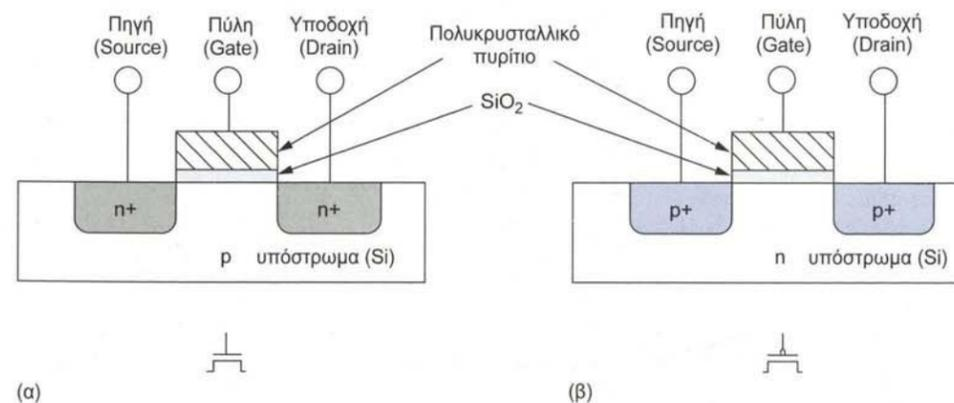 Πηγή
(Source)
Πύλη
(Gate)
Υποδοχή
(Drain)
Πολυκρυσταλλικό
πυρίτιο
SiO₂
Πηγή
(Source)
Πύλη
(Gate)
Υποδοχή
(Drain)
n+
n+
p υπόστρωμα (Si)
p+
p+
n υπόστρωμα (Si)
(α)
(β)